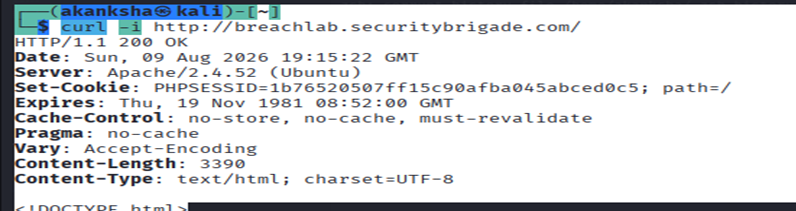 (akanksha㉿kali)-[~]
$ curl -i http://breachlab.securitybrigade.com/
HTTP/1.1 200 OK
Date: Sun, 09 Aug 2026 19:15:22 GMT
Server: Apache/2.4.52 (Ubuntu)
Set-Cookie: PHPSESSID=1b76520507ff15c90afba045abced0c5; path=/
Expires: Thu, 19 Nov 1981 08:52:00 GMT
Cache-Control: no-store, no-cache, must-revalidate
Pragma: no-cache
Vary: Accept-Encoding
Content-Length: 3390
Content-Type: text/html; charset=UTF-8
<!DOCTYPE html>